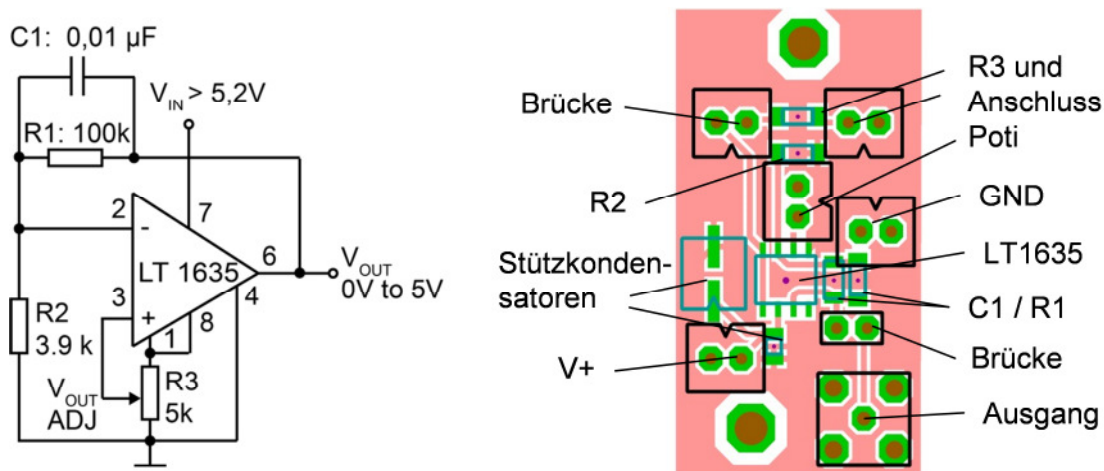 C1: 0,01 µF
V_IN > 5,2V
R1: 100k
2
-
7
LT 1635
6
4
3
+
1
8
V_OUT
0V to 5V
R2
3.9 k
V_OUT
ADJ
R3
5k
Brücke
R3 und
Anschluss
Poti
R2
GND
Stützkonden-
satoren
LT1635
C1 / R1
V+
Brücke
Ausgang